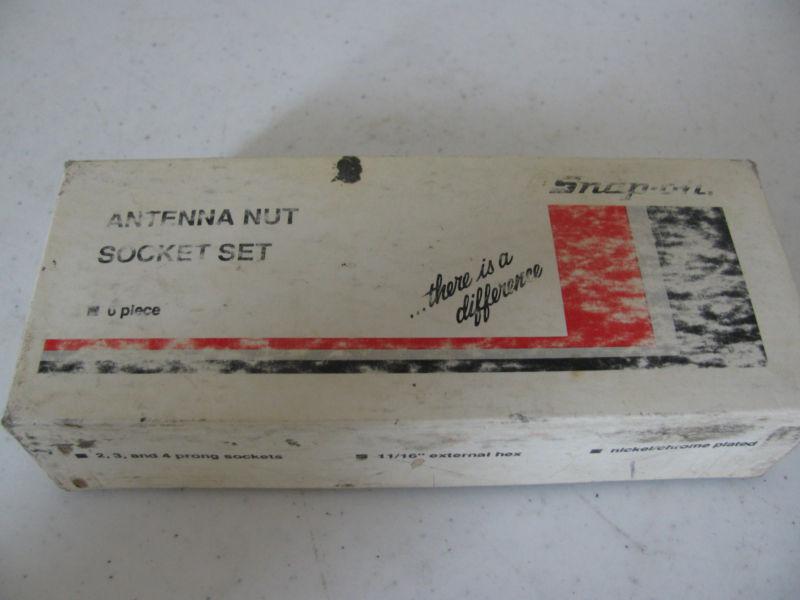 Snap-on.
ANTENNA NUT
SOCKET SET
...there is a
difference
■ 6 piece
■ 2, 3, and 4 prong sockets
■ 11/16" external hex
■ nickel/chrome plated